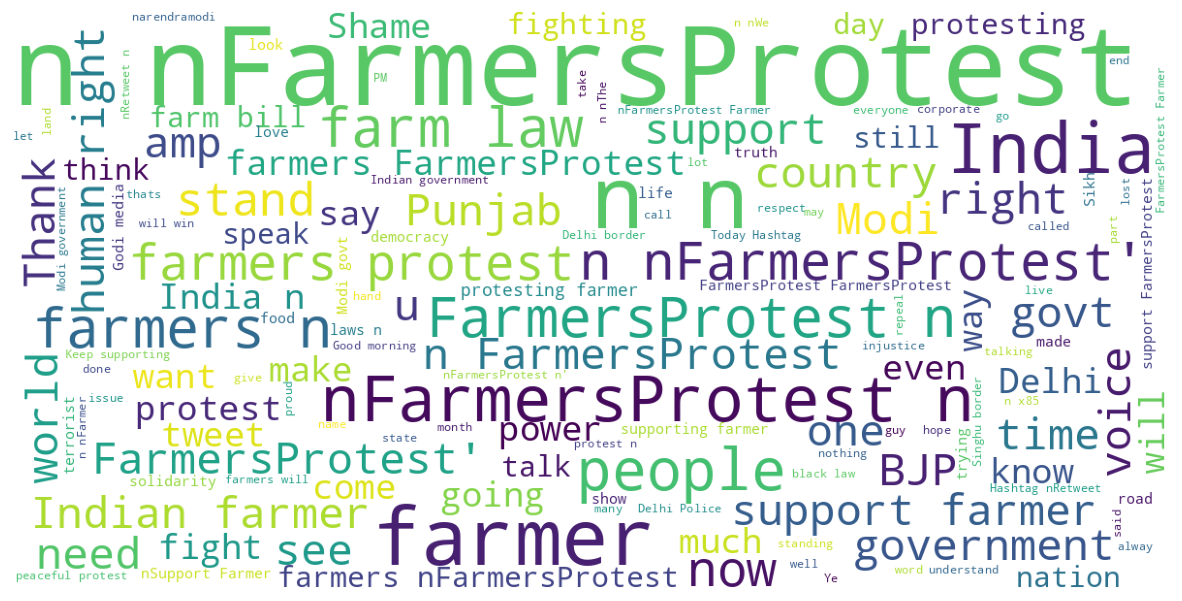 narendramodi
Shame
fighting
n nWe
day
protesting
n nFarmersProtest
look
PM
take
end
human right
nRetweet n
n nThe
farm bill
farm law
nFarmersProtest Farmer
everyone
corporate
go
FarmersProtest Farmer
land
let
amp
love
support
still
India
truth
Thank
think
farmers FarmersProtest
lot
country
right
Sikh
lost
Indian government
thats
stand
say
Punjab
n n
life
call
respect
may
Modi
called
part
support FarmersProtest
will win
Godi media
speak
democracy
Delhi border
Today Hashtag
Modi government
farmers protest
n nFarmersProtest'
Modi govt
hand
India n
protesting farmer
FarmersProtest FarmersProtest
live
u
farmers n
food
laws n
FarmersProtest n
repeal
way
govt
Good morning
n FarmersProtest
injustice
made
talking
Keep supporting
done
world
want
give
make
nFarmersProtest n'
even
Delhi
voice
will
issue
proud
protest
nFarmersProtest n
n x85
terrorist
n nFarmer
tweet
name
month
power
supporting farmer
one
guy
hope
time
Singhu border
trying
FarmersProtest'
state
protest n
nothing
talk
people
black law
BJP
know
solidarity
farmers will
come
going
show
many
Delhi Police
Hashtag nRetweet
road
said
Indian farmer
farmer
support farmer
need
fight
see
much
standing
government
alway
peaceful protest
nSupport Farmer
farmers nFarmersProtest
now
well
Ye
word
understand
nation